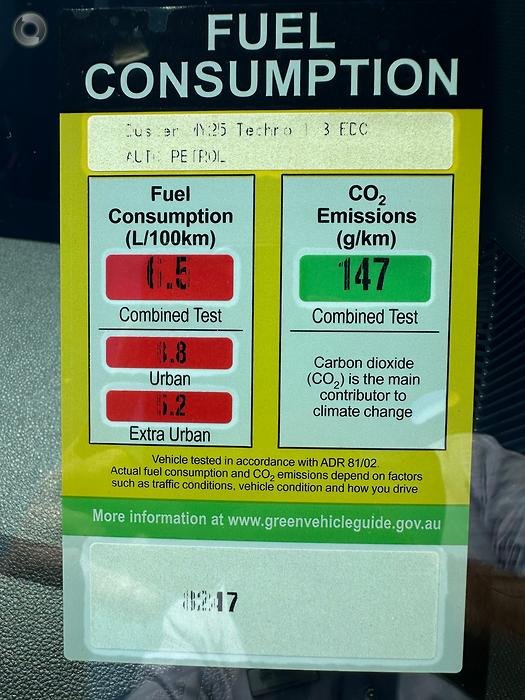 FUEL
CONSUMPTION
Duster MY25 Techno 1.3 EDC
AUTO PETROL
Fuel
Consumption
(L/100km)
6.5
Combined Test
Urban
Extra Urban
CO₂
Emissions
(g/km)
147
Combined Test
Carbon dioxide
(CO₂) is the main
contributor to
climate change
Vehicle tested in accordance with ADR 81/02.
Actual fuel consumption and CO₂ emissions depend on factors
such as traffic conditions, vehicle condition and how you drive
More information at www.greenvehicleguide.gov.au